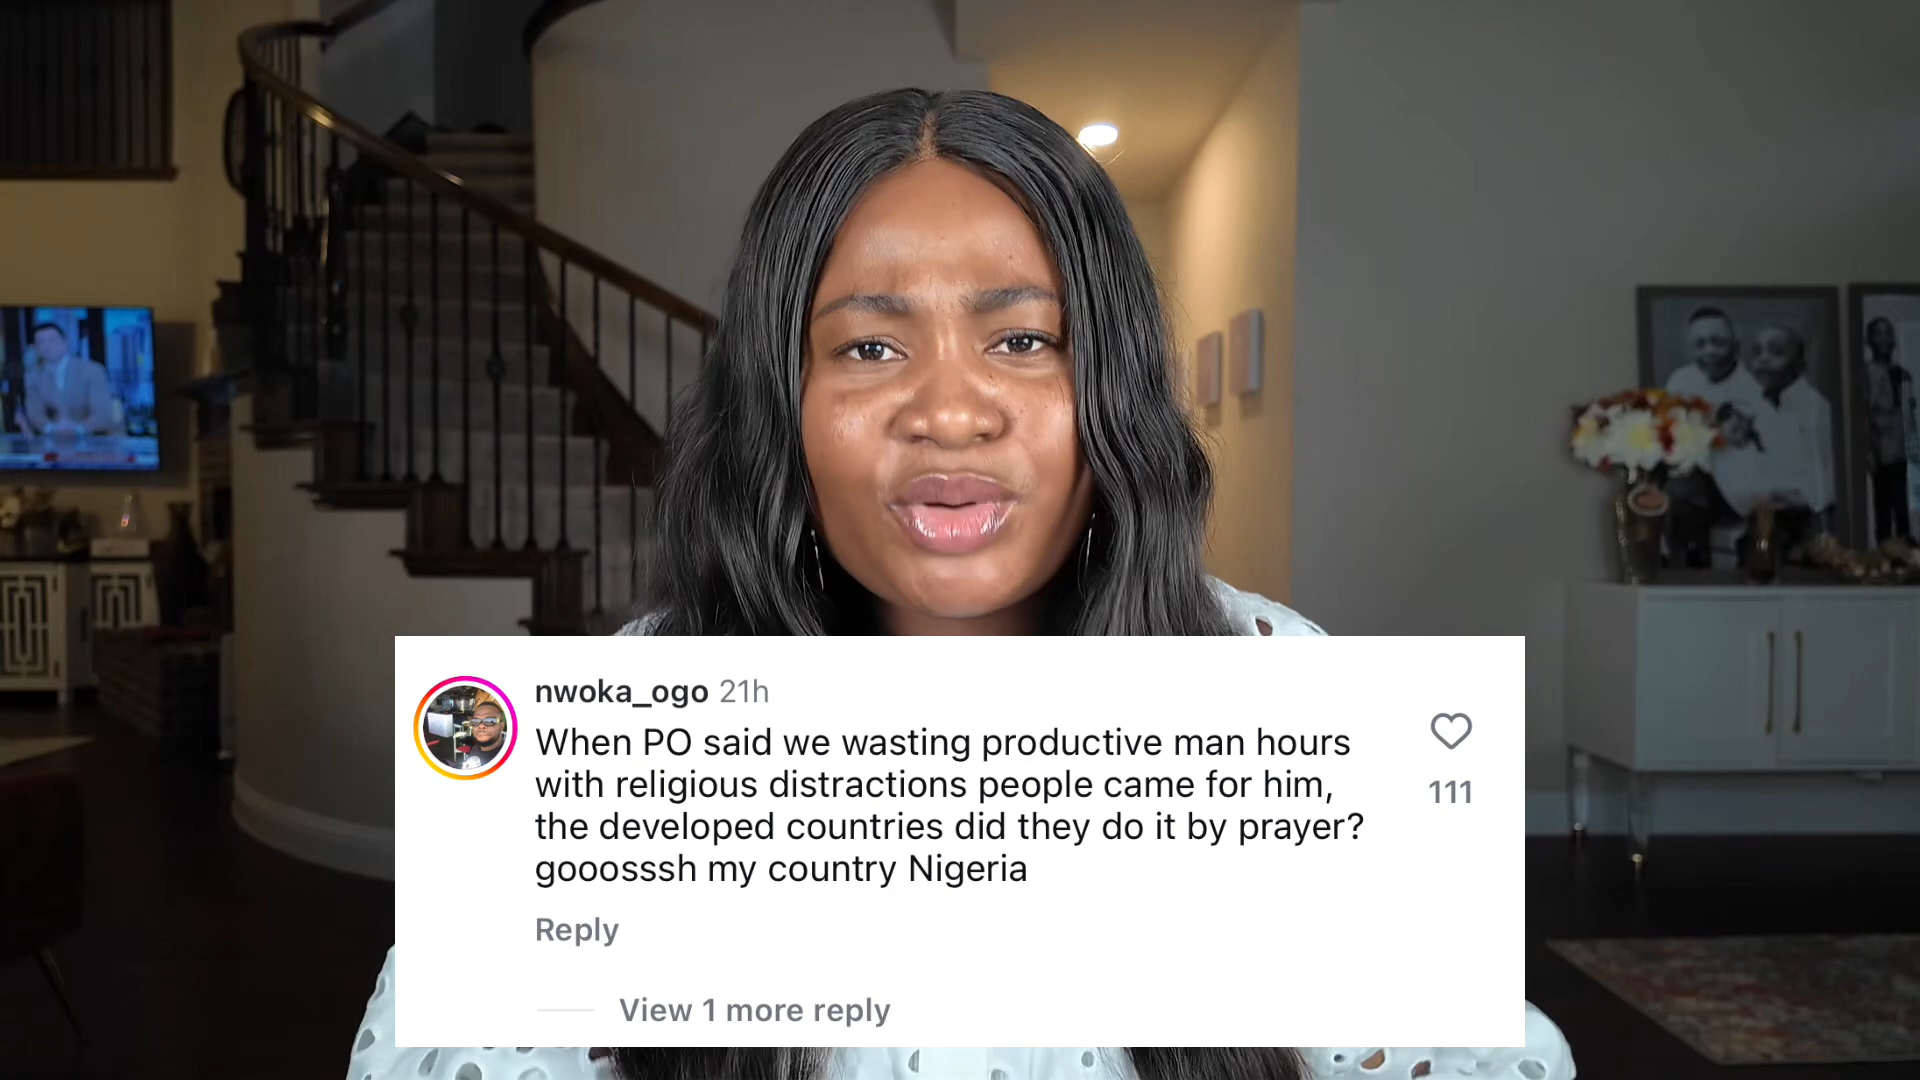 nwoka_ogo 21h
When PO said we wasting productive man hours
with religious distractions people came for him,
the developed countries did they do it by prayer?
gooosssh my country Nigeria
111
Reply
View 1 more reply